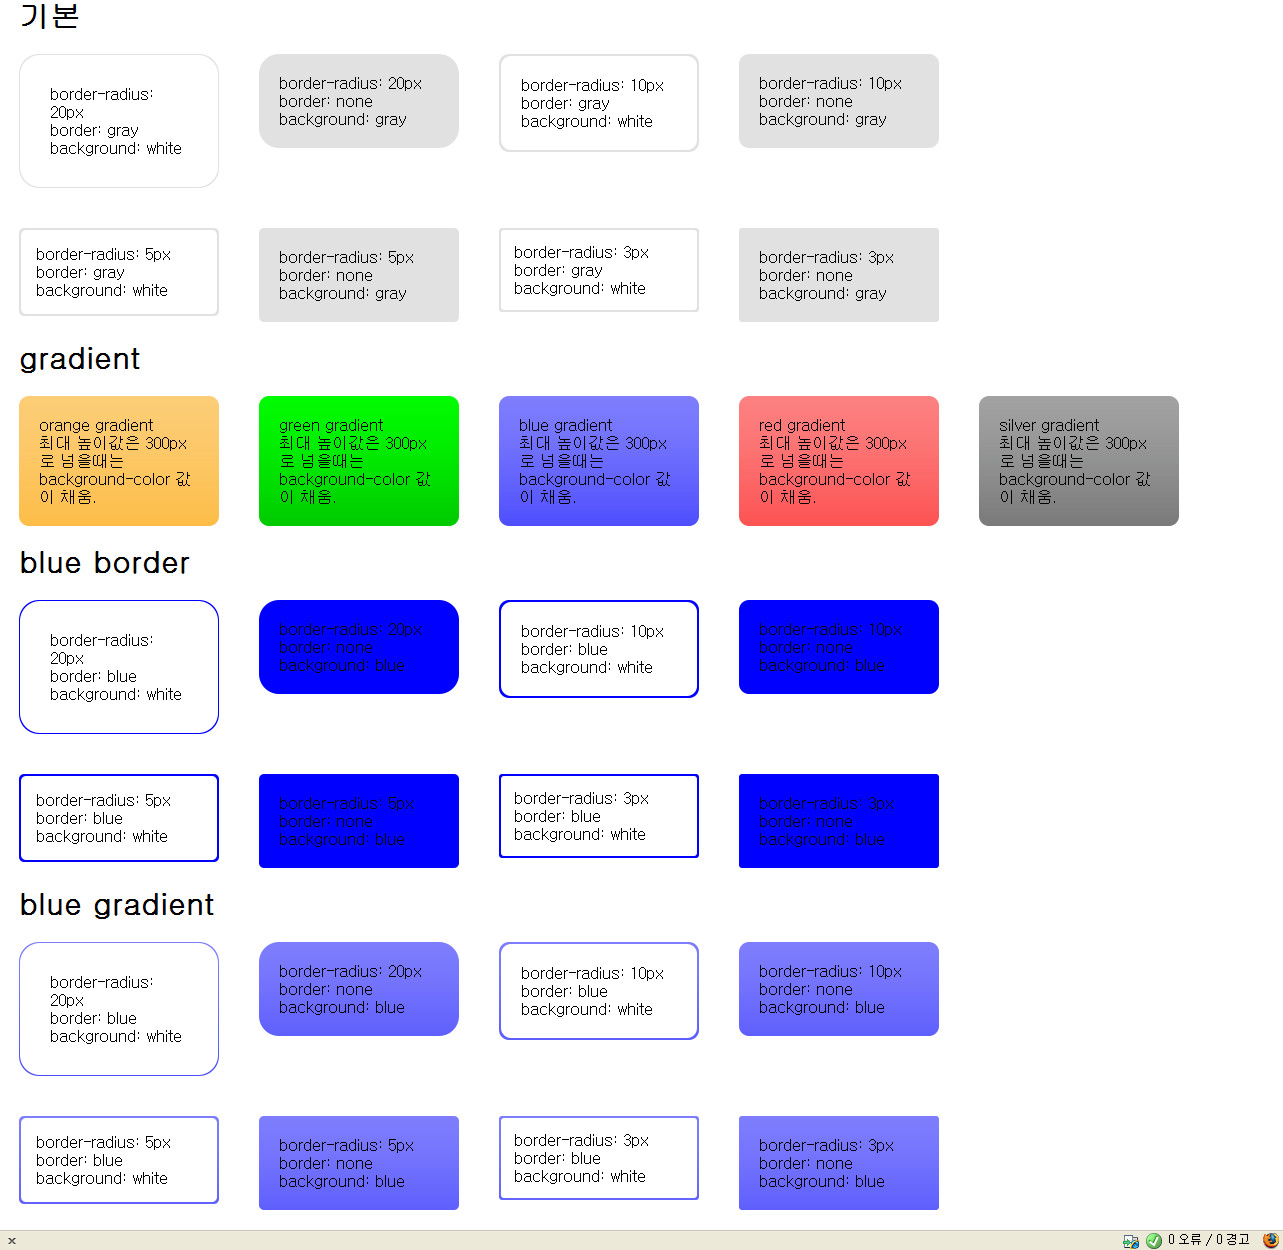 기본
border-radius:
20px
border: gray
background: white
border-radius: 20px
border: none
background: gray
border-radius: 10px
border: gray
background: white
border-radius: 10px
border: none
background: gray
border-radius: 5px
border: gray
background: white
border-radius: 5px
border: none
background: gray
border-radius: 3px
border: gray
background: white
border-radius: 3px
border: none
background: gray
gradient
orange gradient
최대 높이값은 300px
로 넘을때는
background-color 값
이 채움.
green gradient
최대 높이값은 300px
로 넘을때는
background-color 값
이 채움.
blue gradient
최대 높이값은 300px
로 넘을때는
background-color 값
이 채움.
red gradient
최대 높이값은 300px
로 넘을때는
background-color 값
이 채움.
silver gradient
최대 높이값은 300px
로 넘을때는
background-color 값
이 채움.
blue border
border-radius:
20px
border: blue
background: white
border-radius: 20px
border: none
background: blue
border-radius: 10px
border: blue
background: white
border-radius: 10px
border: none
background: blue
border-radius: 5px
border: blue
background: white
border-radius: 5px
border: none
background: blue
border-radius: 3px
border: blue
background: white
border-radius: 3px
border: none
background: blue
blue gradient
border-radius:
20px
border: blue
background: white
border-radius: 20px
border: none
background: blue
border-radius: 10px
border: blue
background: white
border-radius: 10px
border: none
background: blue
border-radius: 5px
border: blue
background: white
border-radius: 5px
border: none
background: blue
border-radius: 3px
border: blue
background: white
border-radius: 3px
border: none
background: blue
0 오류 / 0 경고